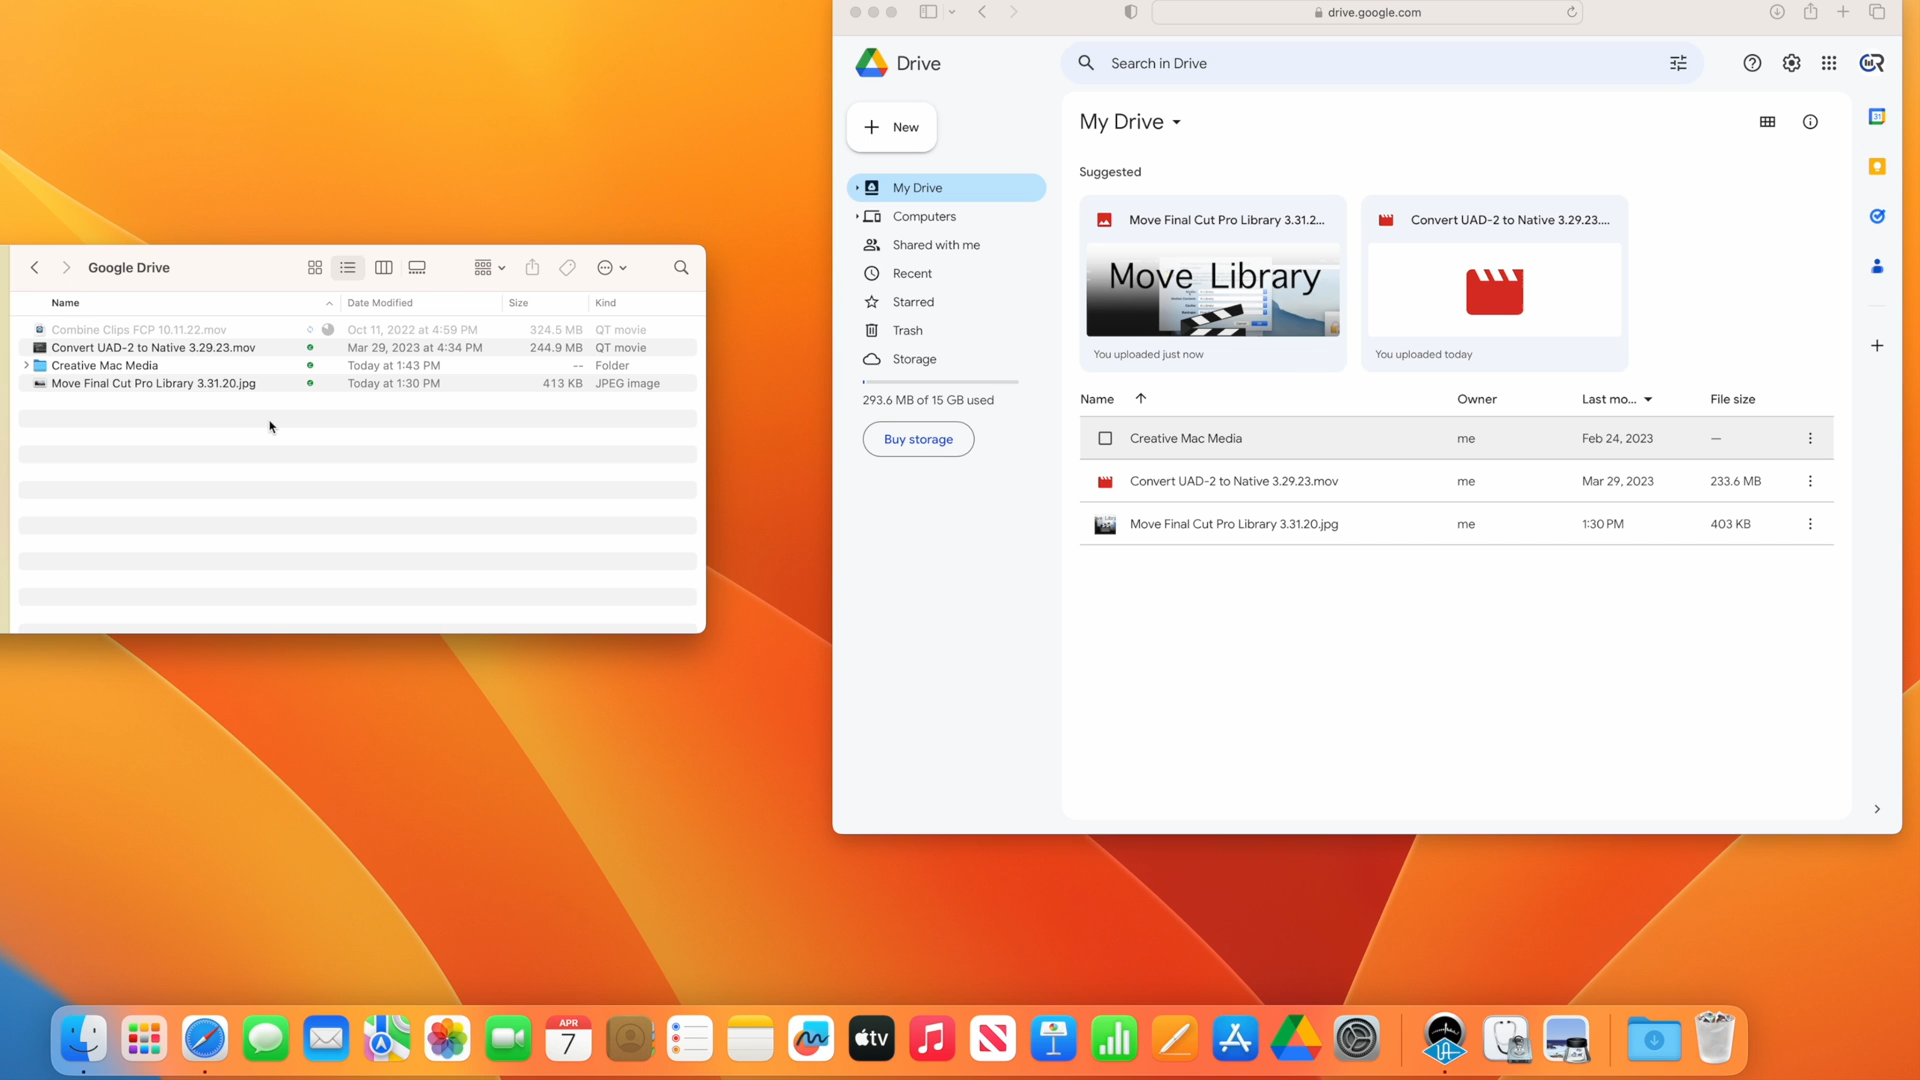 drive.google.com
Drive
Search in Drive
New
My Drive
Computers
Shared with me
Recent
Starred
Trash
Storage
293.6 MB of 15 GB used
Buy storage
My Drive
Suggested
Move Final Cut Pro Library 3.31.2...
Move Library
You uploaded just now
Convert UAD-2 to Native 3.29.23....
You uploaded today
Name Owner Last mo... File size
Creative Mac Media me Feb 24, 2023 —
Convert UAD-2 to Native 3.29.23.mov me Mar 29, 2023 233.6 MB
Move Final Cut Pro Library 3.31.20.jpg me 1:30 PM 403 KB
31
Google Drive
Name Date Modified Size Kind
Combine Clips FCP 10.11.22.mov Oct 11, 2022 at 4:59 PM 324.5 MB QT movie
Convert UAD-2 to Native 3.29.23.mov Mar 29, 2023 at 4:34 PM 244.9 MB QT movie
Creative Mac Media Today at 1:43 PM -- Folder
Move Final Cut Pro Library 3.31.20.jpg Today at 1:30 PM 413 KB JPEG image
APR
7
tv